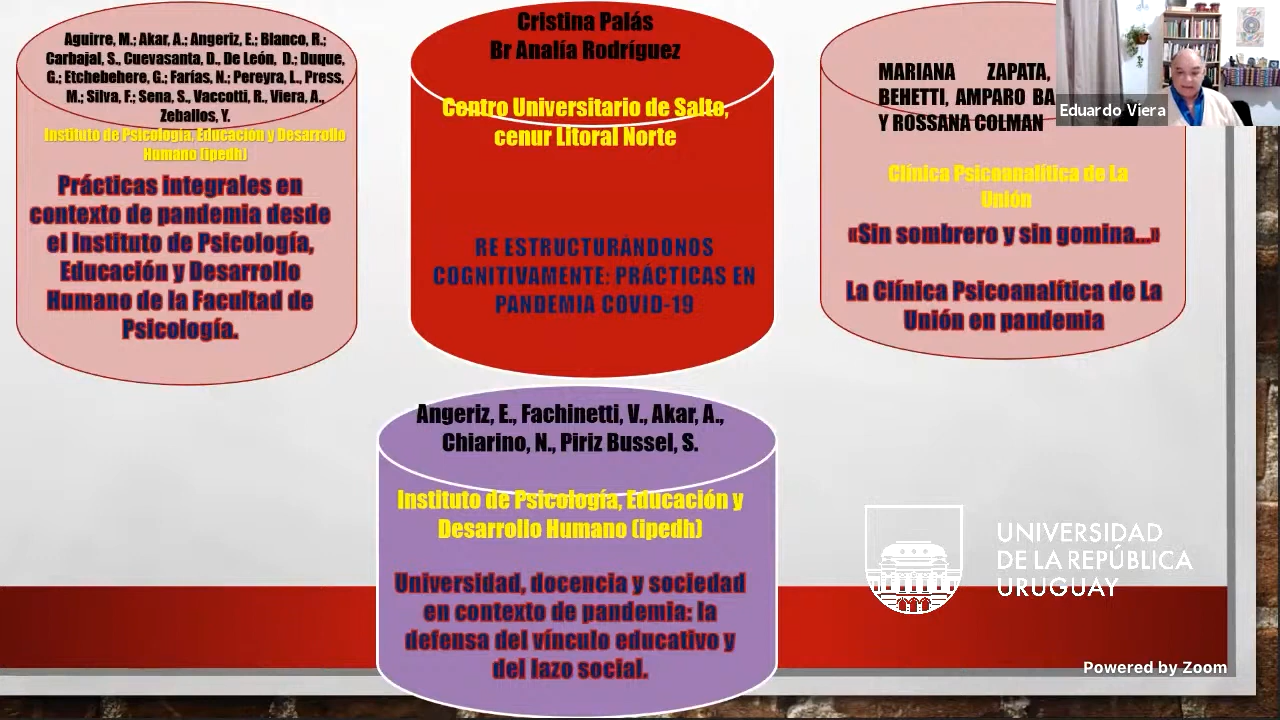 Aguirre, M.; Akar, A.; Angeriz, E.; Blanco, R.;
Carbajal, S., Cuevasanta, D., De León, D.; Duque,
G.; Etchebehere, G.; Farías, N.; Pereyra, L., Press,
M.; Silva, F.; Sena, S., Vaccotti, R., Viera, A.,
Zeballos, Y.
Instituto de Psicología, Educación y Desarrollo
Humano (ipedh)
Prácticas integrales en
contexto de pandemia desde
el Instituto de Psicología,
Educación y Desarrollo
Humano de la Facultad de
Psicología.
Cristina Palás
Br Analía Rodríguez
Centro Universitario de Salto,
cenur Litoral Norte
RE ESTRUCTURÁNDONOS
COGNITIVAMENTE: PRÁCTICAS EN
PANDEMIA COVID-19
MARIANA ZAPATA,
BEHETTI, AMPARO BA
Y ROSSANA COLMAN
Clínica Psicoanalítica de La
Unión
«Sin sombrero y sin gomina...»
La Clínica Psicoanalítica de La
Unión en pandemia
Eduardo Viera
Angeriz, E., Fachinetti, V., Akar, A.,
Chiarino, N., Piriz Bussel, S.
Instituto de Psicología, Educación y
Desarrollo Humano (ipedh)
Universidad, docencia y sociedad
en contexto de pandemia: la
defensa del vínculo educativo y
del lazo social.
UNIVERSIDAD
DE LA REPÚBLICA
URUGUAY
Powered by Zoom